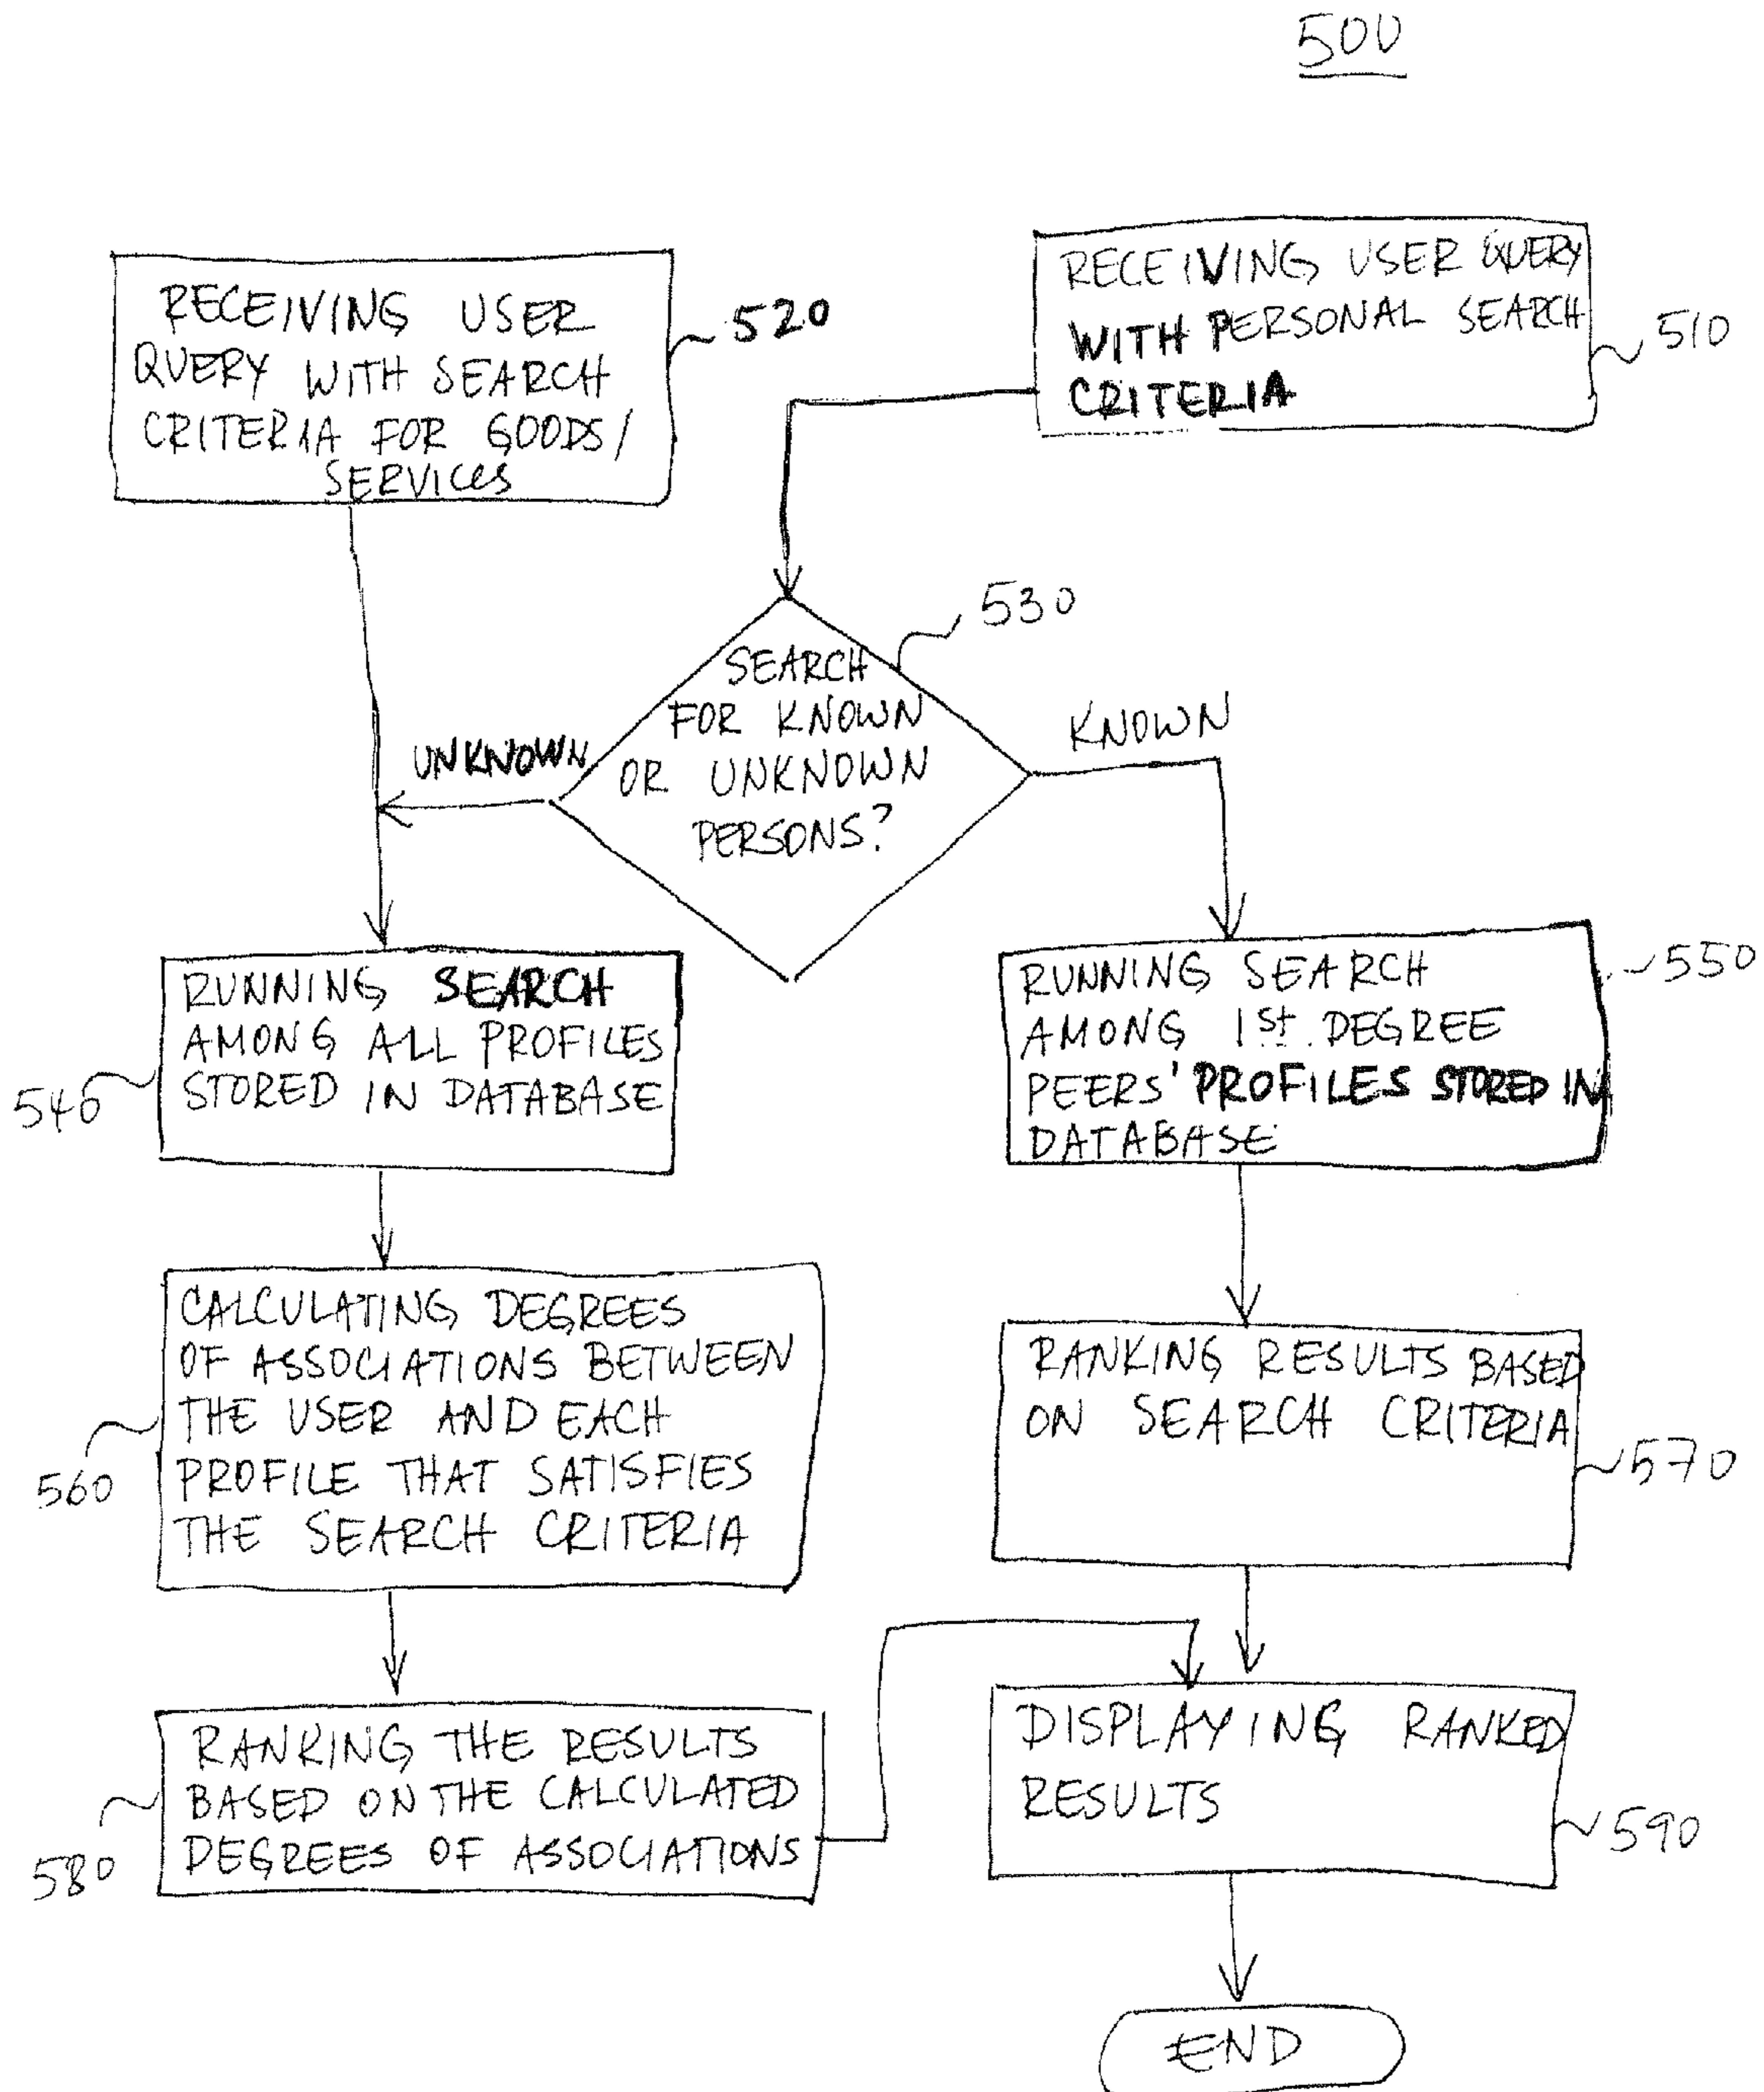 500
RECEIVING USER
QUERY WITH SEARCH
CRITERIA FOR GOODS/
SERVICES
520
RECEIVING USER QUERY
WITH PERSONAL SEARCH
CRITERIA
510
530
SEARCH
FOR KNOWN
OR UNKNOWN
PERSONS?
UNKNOWN
KNOWN
RUNNING SEARCH
AMONG ALL PROFILES
STORED IN DATABASE
540
RUNNING SEARCH
AMONG 1st DEGREE
PEERS' PROFILES STORED IN
DATABASE
550
CALCULATING DEGREES
OF ASSOCIATIONS BETWEEN
THE USER AND EACH
PROFILE THAT SATISFIES
THE SEARCH CRITERIA
560
RANKING RESULTS BASED
ON SEARCH CRITERIA
570
RANKING THE RESULTS
BASED ON THE CALCULATED
DEGREES OF ASSOCIATIONS
580
DISPLAYING RANKED
RESULTS
590
END